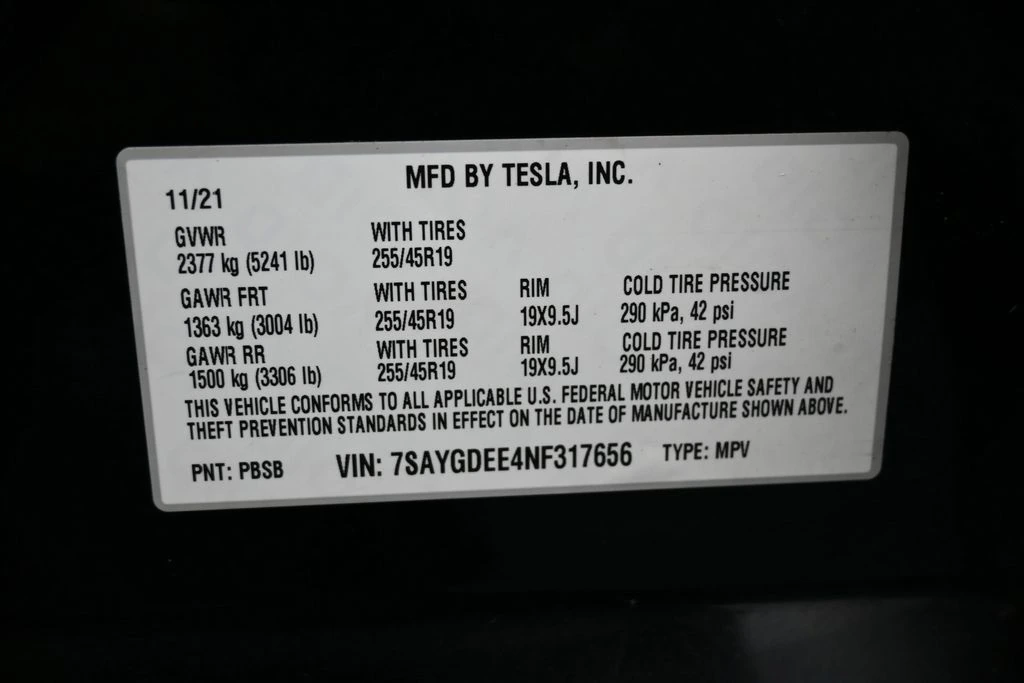 MFD BY TESLA, INC.
11/21
GVWR WITH TIRES
2377 kg (5241 lb) 255/45R19
GAWR FRT WITH TIRES RIM COLD TIRE PRESSURE
1363 kg (3004 lb) 255/45R19 19X9.5J 290 kPa, 42 psi
GAWR RR WITH TIRES RIM COLD TIRE PRESSURE
1500 kg (3306 lb) 255/45R19 19X9.5J 290 kPa, 42 psi
THIS VEHICLE CONFORMS TO ALL APPLICABLE U.S. FEDERAL MOTOR VEHICLE SAFETY AND
THEFT PREVENTION STANDARDS IN EFFECT ON THE DATE OF MANUFACTURE SHOWN ABOVE.
PNT: PBSB VIN: 7SAYGDEE4NF317656 TYPE: MPV